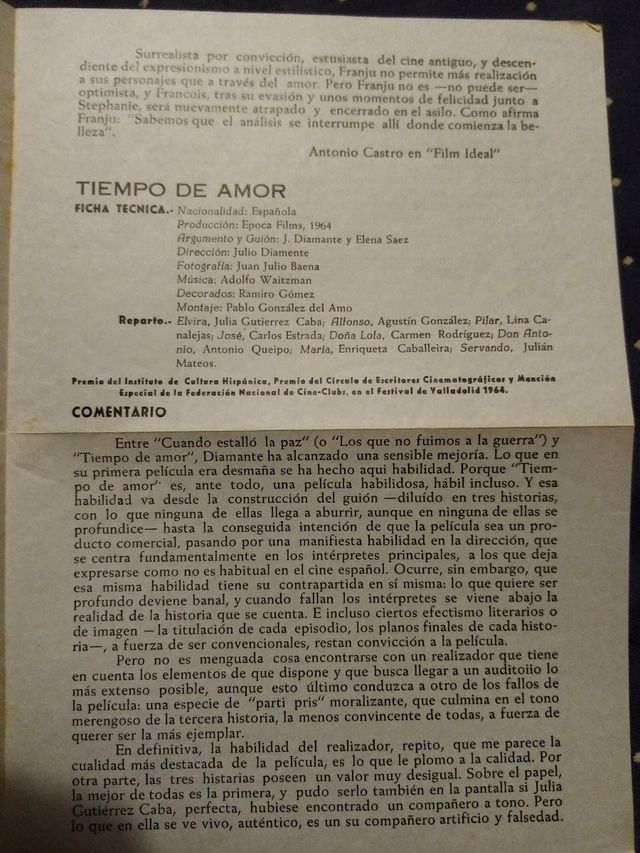 Surrealista por convicción, estusiasta del cine antiguo, y descen-
diente del expresionismo a nivel estilístico, Franju no permite más realización
a sus personajes que a través del amor. Pero Franju no es —no puede ser—
optimista, y Francois, tras su evasión y unos momentos de felicidad junto a
Stephanie, será nuevamente atrapado y encerrado en el asilo. Como afirma
Franju: "Sabemos que el análisis se interrumpe allí donde comienza la be-
lleza".
Antonio Castro en "Film Ideal"
TIEMPO DE AMOR
FICHA TECNICA.- Nacionalidad: Española
Producción: Epoca Films, 1964
Argumento y Guión: J. Diamante y Elena Saez
Dirección: Julio Diamente
Fotografía: Juan Julio Baena
Música: Adolfo Waitzman
Decorados: Ramiro Gómez
Montaje: Pablo González del Amo
Reparto.- Elvira, Julia Gutierrez Caba; Alfonso, Agustín González; Pilar, Lina Ca-
nalejas; José, Carlos Estrada; Doña Lola, Carmen Rodríguez; Don Anto-
nio, Antonio Queipo; María, Enriqueta Caballeira; Servando, Julián
Mateos.
Premio del Instituto de Cultura Hispánica, Premio del Círculo de Escritores Cinematográficos y Mención
Especial de la Federación Nacional de Cine-Clubs, en el Festival de Valladolid 1964.
COMENTARIO
Entre "Cuando estalló la paz" (o "Los que no fuimos a la guerra") y
"Tiempo de amor", Diamante ha alcanzado una sensible mejoría. Lo que en
su primera película era desmaña se ha hecho aqui habilidad. Porque "Tiem-
po de amor" es, ante todo, una película habilidosa, hábil incluso. Y esa
habilidad va desde la construcción del guión —diluído en tres historias,
con lo que ninguna de ellas llega a aburrir, aunque en ninguna de ellas se
profundice— hasta la conseguida intención de que la película sea un pro-
ducto comercial, pasando por una manifiesta habilidad en la dirección, que
se centra fundamentalmente en los intérpretes principales, a los que deja
expresarse como no es habitual en el cine español. Ocurre, sin embargo, que
esa misma habilidad tiene su contrapartida en sí misma: lo que quiere ser
profundo deviene banal, y cuando fallan los intérpretes se viene abajo la
realidad de la historia que se cuenta. E incluso ciertos efectismo literarios o
de imagen —la titulación de cada episodio, los planos finales de cada histo-
ria—, a fuerza de ser convencionales, restan convicción a la película.
Pero no es menguada cosa encontrarse con un realizador que tiene
en cuenta los elementos de que dispone y que busca llegar a un auditoiio lo
más extenso posible, aunque esto último conduzca a otro de los fallos de
la película: una especie de "parti pris" moralizante, que culmina en el tono
merengoso de la tercera historia, la menos convincente de todas, a fuerza de
querer ser la más ejemplar.
En definitiva, la habilidad del realizador, repito, que me parece la
cualidad más destacada de la película, es lo que le plomo a la calidad. Por
otra parte, las tres histarias poseen un valor muy desigual. Sobre el papel,
la mejor de todas es la primera, y pudo serlo también en la pantalla si Julia
Gutiérrez Caba, perfecta, hubiese encontrado un compañero a tono. Pero
lo que en ella se ve vivo, auténtico, es un su compañero artificio y falsedad.